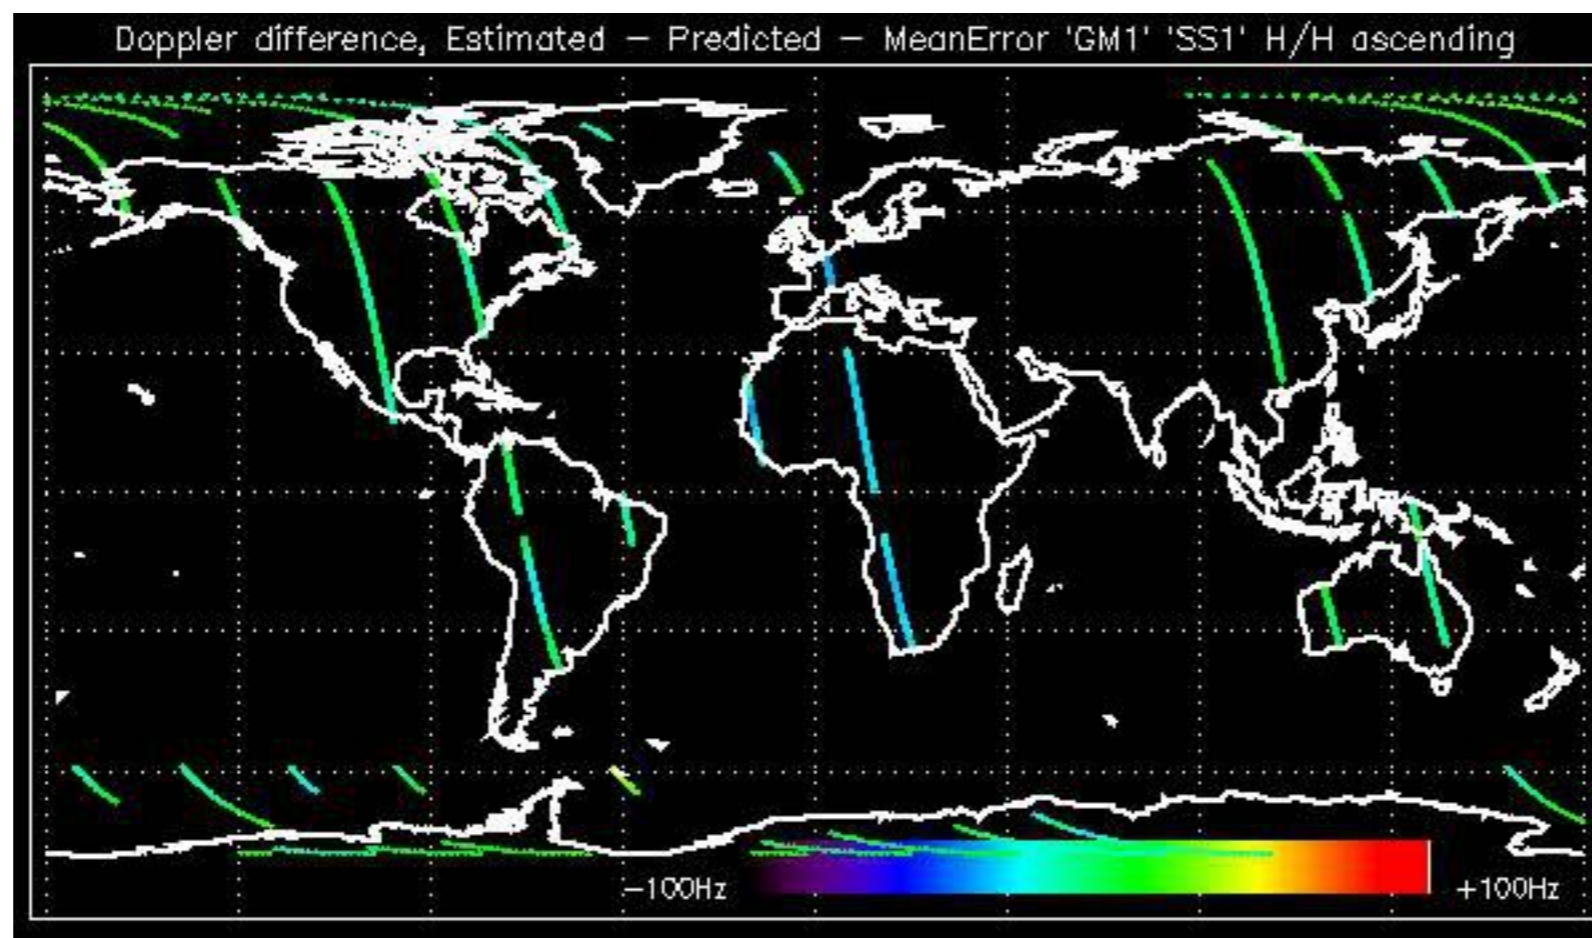 Doppler difference, Estimated — Predicted — MeanError 'GM1' 'SS1' H/H ascending
−100Hz +100Hz